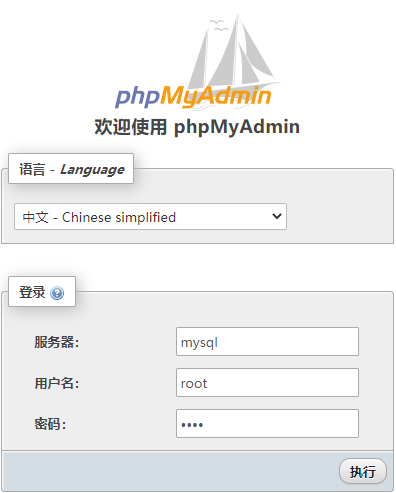 phpMyAdmin
欢迎使用 phpMyAdmin
语言 - Language
中文 - Chinese simplified
登录
服务器： mysql
用户名： root
密码： ••••
执行